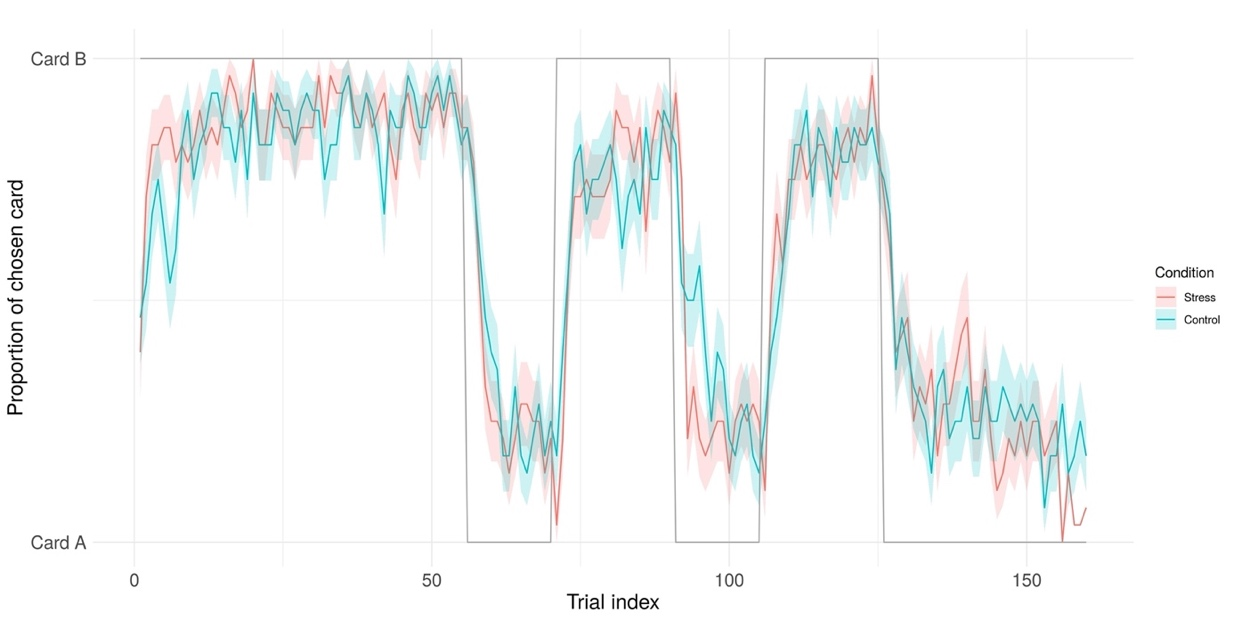 Card B
Card A
Proportion of chosen card
0
50
100
150
Trial index
Condition
Stress
Control